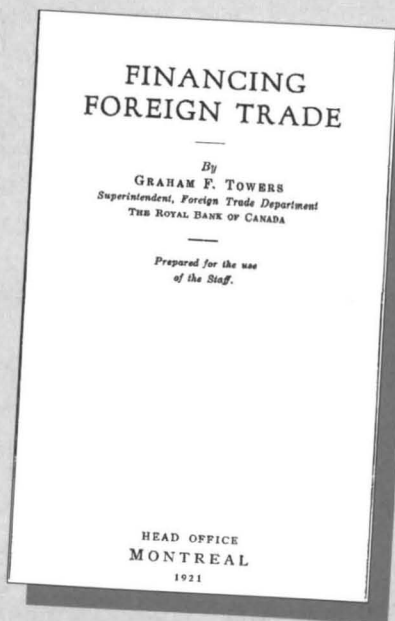 FINANCING
FOREIGN TRADE
By
GRAHAM F. TOWERS
Superintendent, Foreign Trade Department
THE ROYAL BANK OF CANADA
Prepared for the use
of the Staff.
HEAD OFFICE
MONTREAL
1921